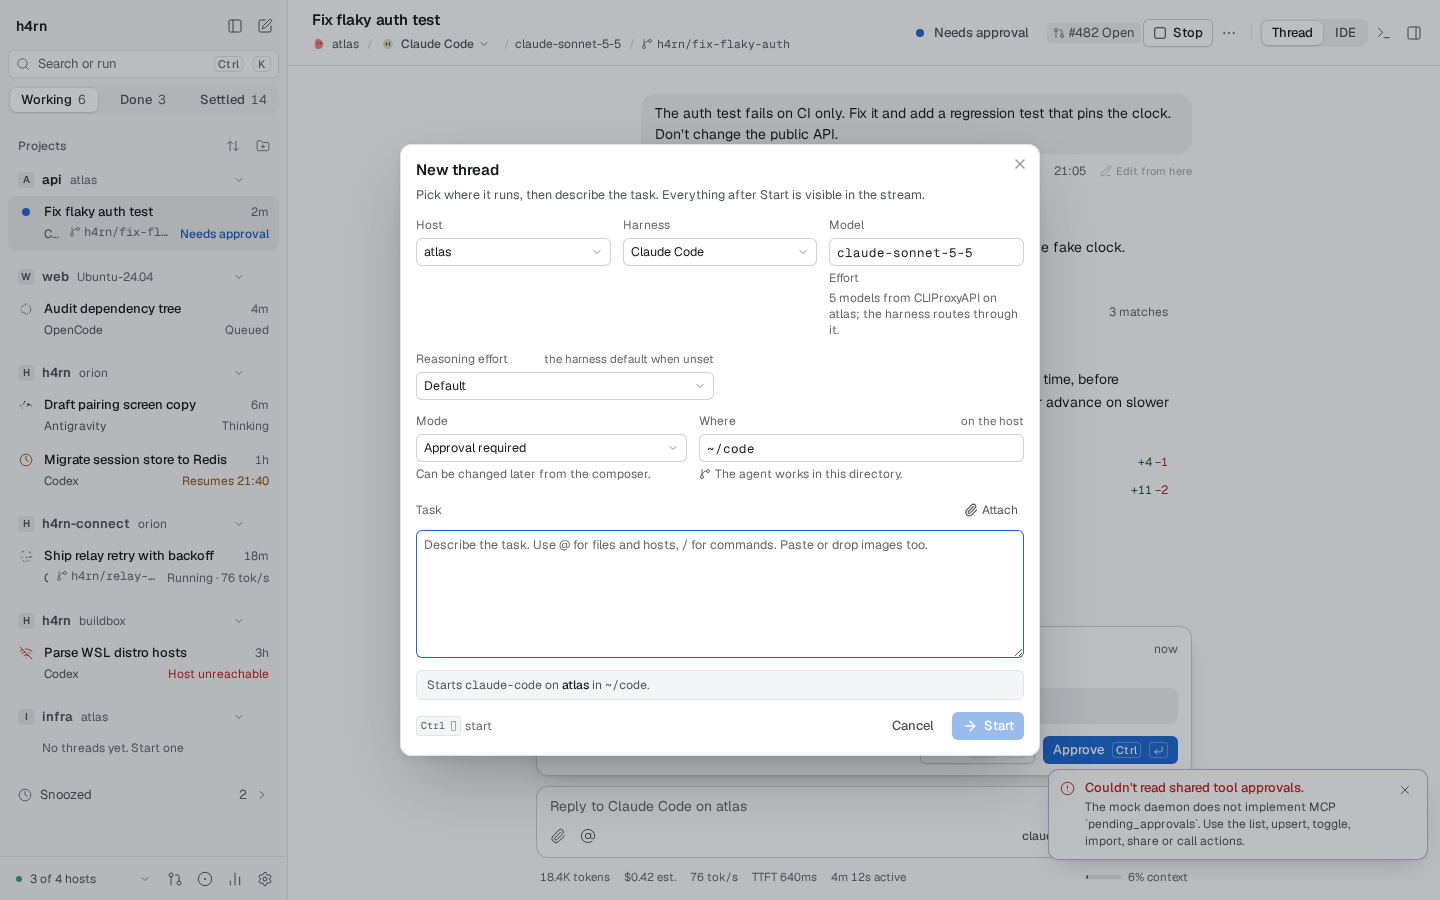 h4rn
Search or run Ctrl K
Working 6 Done 3 Settled 14
Projects
A api atlas
Fix flaky auth test 2m
C... h4rn/fix-fl... Needs approval
W web Ubuntu-24.04
Audit dependency tree 4m
OpenCode Queued
H h4rn orion
Draft pairing screen copy 6m
Antigravity Thinking
Migrate session store to Redis 1h
Codex Resumes 21:40
H h4rn-connect orion
Ship relay retry with backoff 18m
h4rn/relay-... Running · 76 tok/s
H h4rn buildbox
Parse WSL distro hosts 3h
Codex Host unreachable
I infra atlas
No threads yet. Start one
Snoozed 2
3 of 4 hosts
Fix flaky auth test
atlas / Claude Code / claude-sonnet-5-5 / h4rn/fix-flaky-auth
Needs approval #482 Open Stop ··· Thread IDE
The auth test fails on CI only. Fix it and add a regression test that pins the clock.
Don't change the public API.
21:05 Edit from here
e fake clock.
3 matches
time, before
advance on slower
+4 −1
+11 −2
now
Approve Ctrl
New thread
Pick where it runs, then describe the task. Everything after Start is visible in the stream.
Host Harness Model
atlas Claude Code claude-sonnet-5-5
Effort
5 models from CLIProxyAPI on
atlas; the harness routes through
it.
Reasoning effort the harness default when unset
Default
Mode Where on the host
Approval required ~/code
Can be changed later from the composer. The agent works in this directory.
Task Attach
Describe the task. Use @ for files and hosts, / for commands. Paste or drop images too.
Starts claude-code on atlas in ~/code.
Ctrl start Cancel Start
Reply to Claude Code on atlas
@ clau
18.4K tokens $0.42 est. 76 tok/s TTFT 640ms 4m 12s active 6% context
Couldn't read shared tool approvals.
The mock daemon does not implement MCP
`pending_approvals`. Use the list, upsert, toggle,
import, share or call actions.